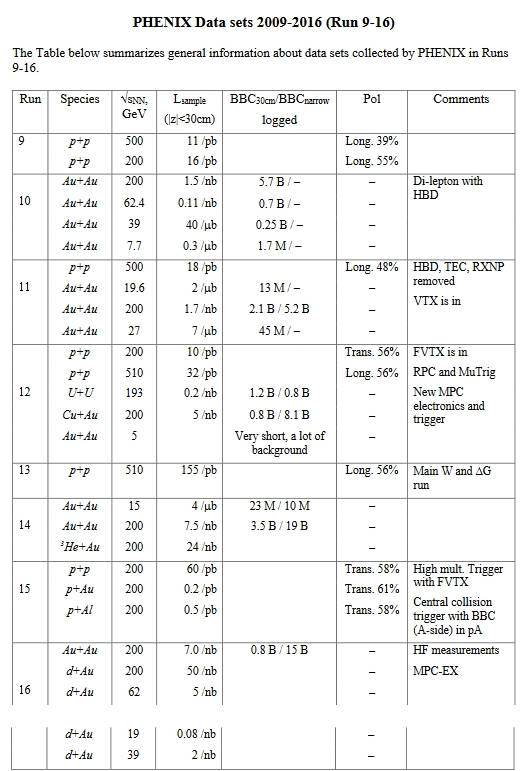 PHENIX Data sets 2009-2016 (Run 9-16)
The Table below summarizes general information about data sets collected by PHENIX in Runs
9-16.
Run Species √sNN, GeV Lsample (|z|<30cm) BBC30cm/BBCnarrow logged Pol Comments
9 p+p 500 11 /pb Long. 39%
p+p 200 16 /pb Long. 55%
Au+Au 200 1.5 /nb 5.7 B / – – Di-lepton with
HBD
10 Au+Au 62.4 0.11 /nb 0.7 B / – –
Au+Au 39 40 /μb 0.25 B / – –
Au+Au 7.7 0.3 /μb 1.7 M / – –
p+p 500 18 /pb Long. 48% HBD, TEC, RXNP
removed
11 Au+Au 19.6 2 /μb 13 M / – –
VTX is in
Au+Au 200 1.7 /nb 2.1 B / 5.2 B –
Au+Au 27 7 /μb 45 M / – –
p+p 200 10 /pb Trans. 56% FVTX is in
p+p 510 32 /pb Long. 56% RPC and MuTrig
12 U+U 193 0.2 /nb 1.2 B / 0.8 B – New MPC
electronics and
trigger
Cu+Au 200 5 /nb 0.8 B / 8.1 B –
Au+Au 5 Very short, a lot of –
background
13 p+p 510 155 /pb Long. 56% Main W and ΔG
run
Au+Au 15 4 /μb 23 M / 10 M –
14 Au+Au 200 7.5 /nb 3.5 B / 19 B –
³He+Au 200 24 /nb –
p+p 200 60 /pb Trans. 58% High mult. Trigger
with FVTX
15 p+Au 200 0.2 /pb Trans. 61%
p+Al 200 0.5 /pb Trans. 58% Central collision
trigger with BBC
(A-side) in pA
Au+Au 200 7.0 /nb 0.8 B / 15 B – HF measurements
d+Au 200 50 /nb – MPC-EX
16 d+Au 62 5 /nb –
d+Au 19 0.08 /nb –
d+Au 39 2 /nb –